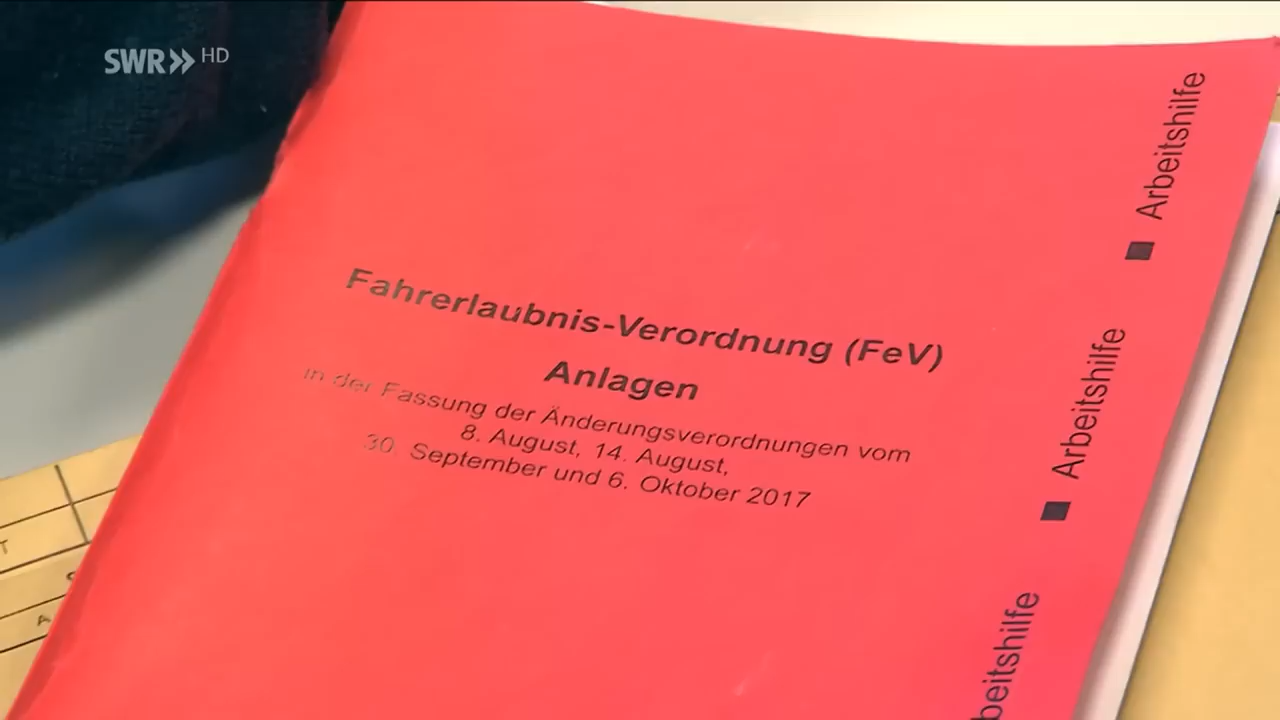 SWR» HD
Fahrerlaubnis-Verordnung (FeV)
Anlagen
in der Fassung der Änderungsverordnungen vom
8. August, 14. August,
30. September und 6. Oktober 2017
■ Arbeitshilfe
■ Arbeitshilfe
beitshilfe
T
A